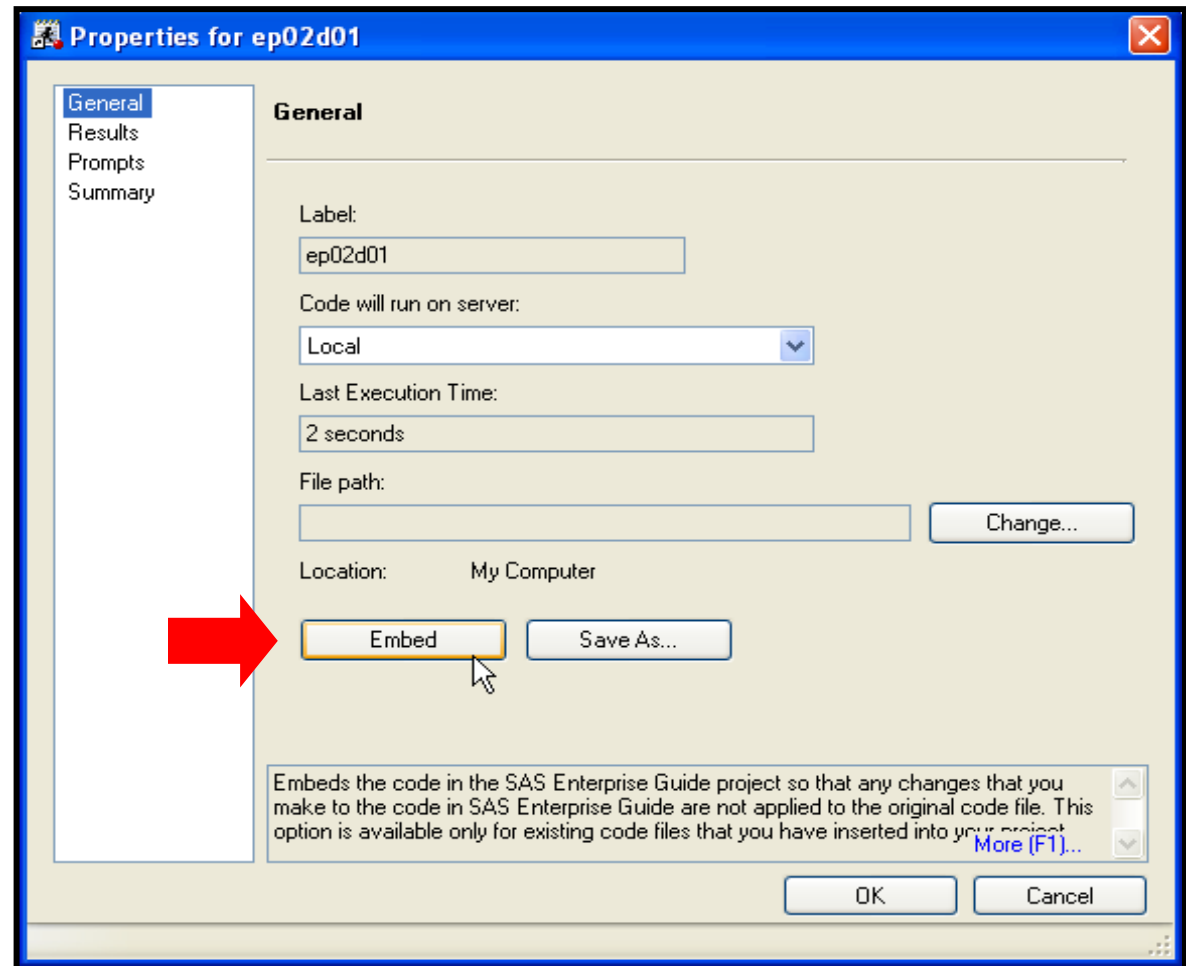 Properties for ep02d01
General
Results
Prompts
Summary
General
Label:
ep02d01
Code will run on server:
Local
Last Execution Time:
2 seconds
File path:
Change...
Location: My Computer
Embed Save As...
Embeds the code in the SAS Enterprise Guide project so that any changes that you
make to the code in SAS Enterprise Guide are not applied to the original code file. This
option is available only for existing code files that you have inserted into your project
More (F1)...
OK Cancel